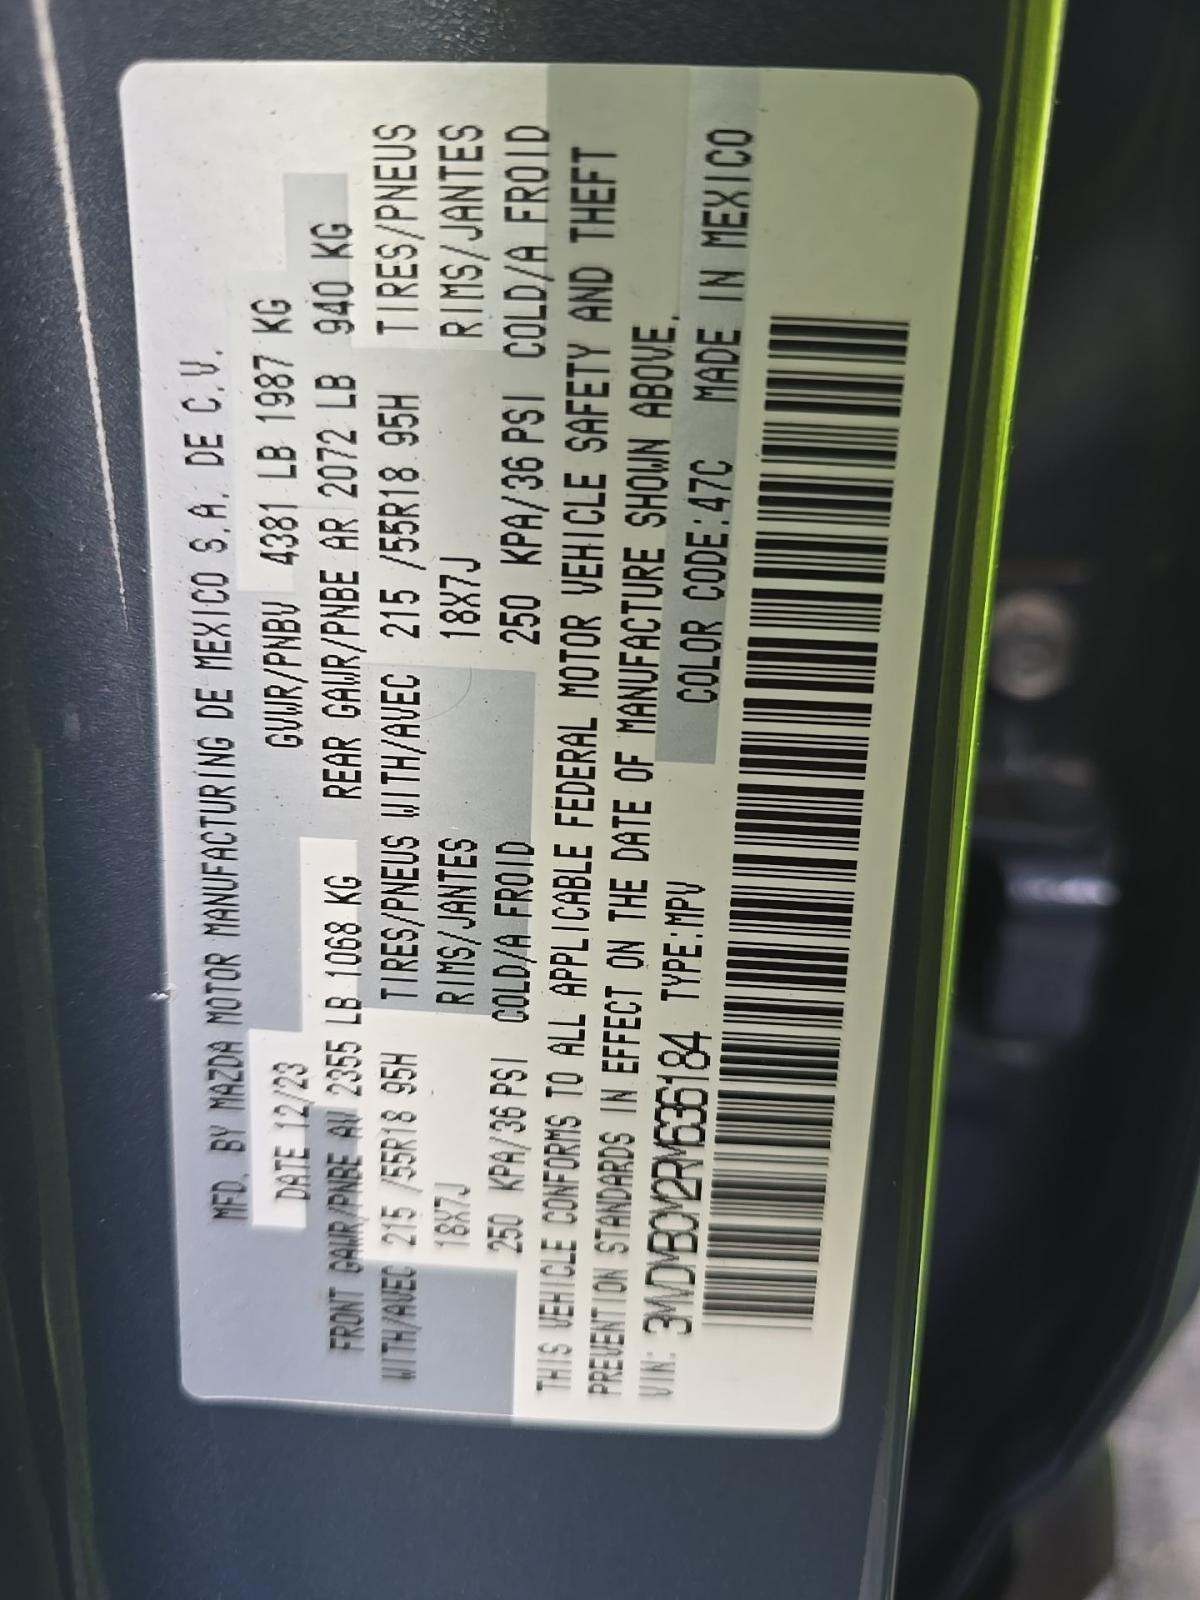 MFD. BY MAZDA MOTOR MANUFACTURING DE MEXICO S.A. DE C.V.
DATE 12/23 GVWR/PNBV 4381 LB 1987 KG
FRONT GAWR/PNBE AV 2355 LB 1068 KG REAR GAWR/PNBE AR 2072 LB 940 KG
WITH/AVEC 215 /55R18 95H TIRES/PNEUS WITH/AVEC 215 /55R18 95H TIRES/PNEUS
18X7J RIMS/JANTES 18X7J RIMS/JANTES
250 KPA/36 PSI COLD/A FROID 250 KPA/36 PSI COLD/A FROID
THIS VEHICLE CONFORMS TO ALL APPLICABLE FEDERAL MOTOR VEHICLE SAFETY AND THEFT
PREVENTION STANDARDS IN EFFECT ON THE DATE OF MANUFACTURE SHOWN ABOVE.
VIN: 3MVDMBCM2RM636184 TYPE:MPV COLOR CODE:47C MADE IN MEXICO